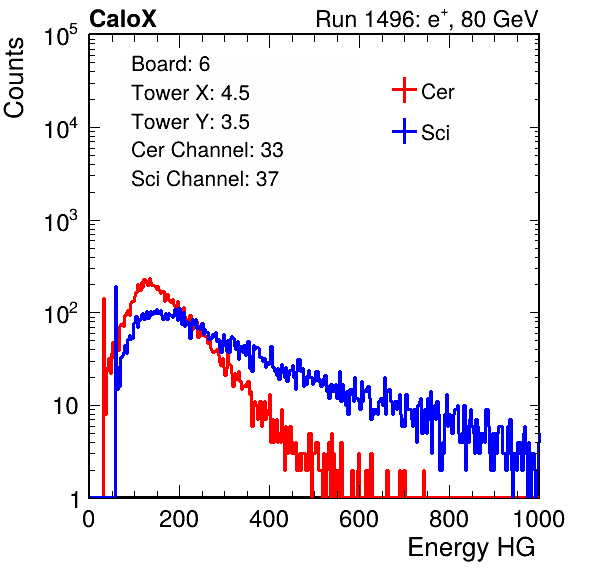 CaloX Run 1496: e⁺, 80 GeV
Counts
Board: 6
Tower X: 4.5
Tower Y: 3.5
Cer Channel: 33
Sci Channel: 37
Cer
Sci
10⁵
10⁴
10³
10²
10
1
0 200 400 600 800 1000
Energy HG